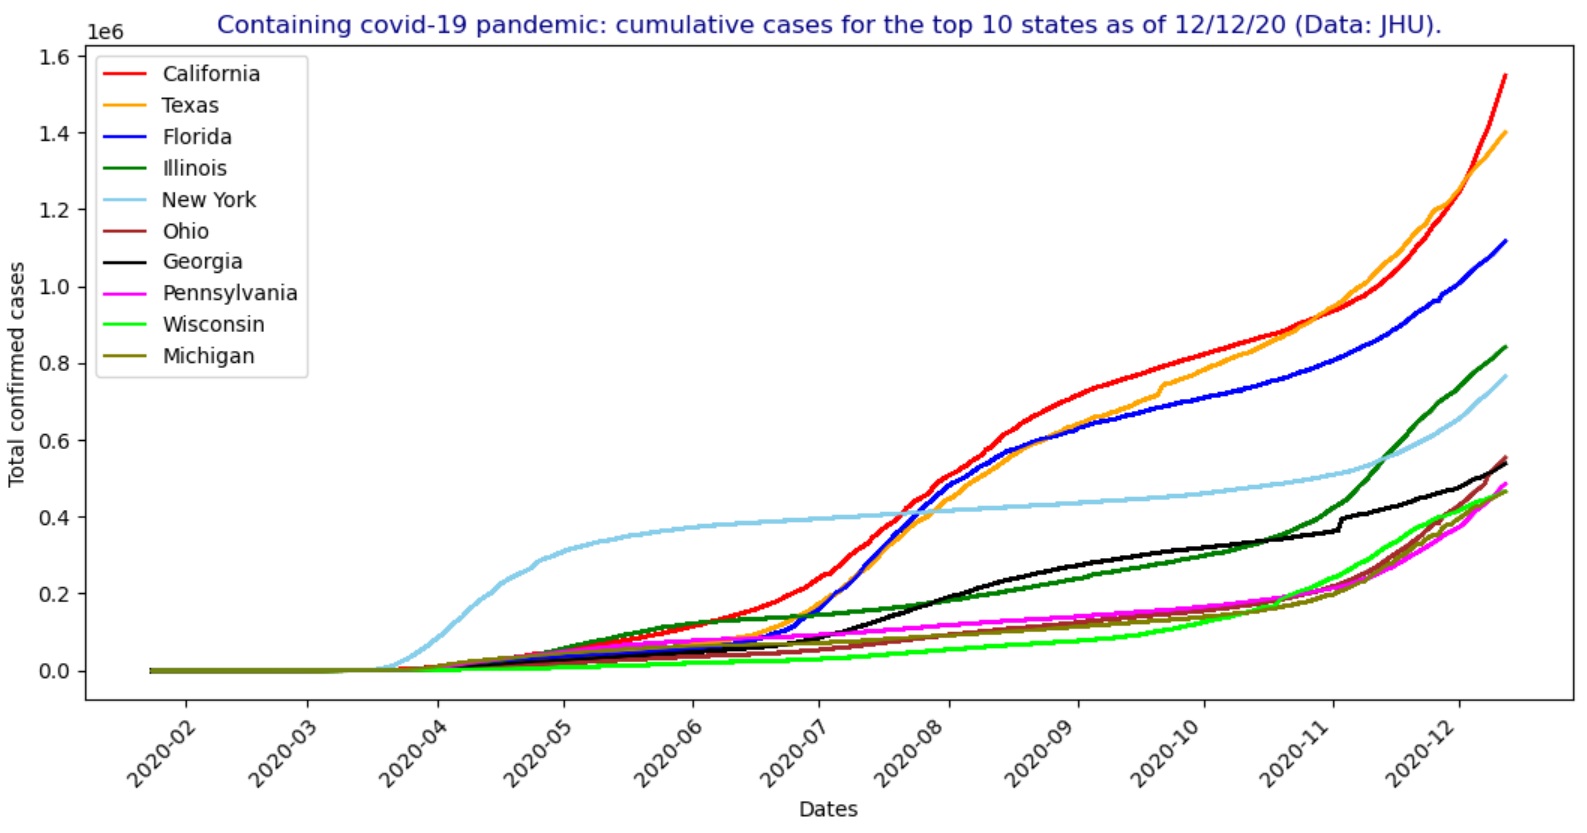 Containing covid-19 pandemic: cumulative cases for the top 10 states as of 12/12/20 (Data: JHU).
1e6
1.6
1.4
1.2
1.0
0.8
0.6
0.4
0.2
0.0
Total confirmed cases
California
Texas
Florida
Illinois
New York
Ohio
Georgia
Pennsylvania
Wisconsin
Michigan
2020-02
2020-03
2020-04
2020-05
2020-06
2020-07
2020-08
2020-09
2020-10
2020-11
2020-12
Dates